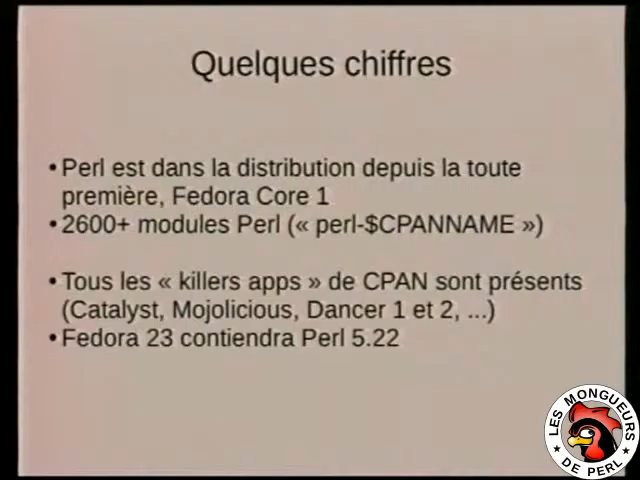 Quelques chiffres
• Perl est dans la distribution depuis la toute
première, Fedora Core 1
• 2600+ modules Perl (« perl-$CPANNAME »)
• Tous les « killers apps » de CPAN sont présents
(Catalyst, Mojolicious, Dancer 1 et 2, ...)
• Fedora 23 contiendra Perl 5.22
LES MONGUEURS
★ DE PERL ★